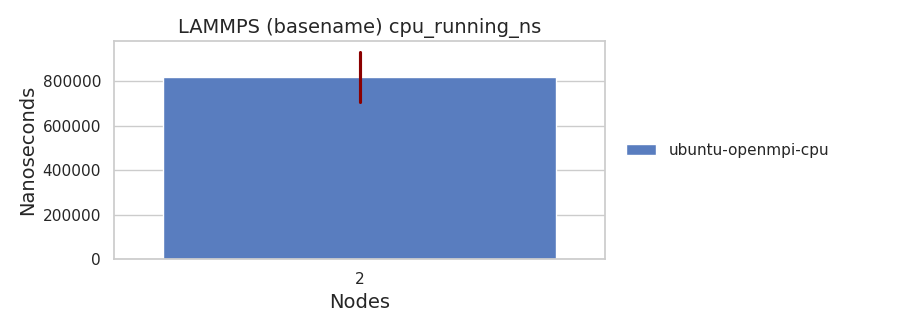 LAMMPS (basename) cpu_running_ns
Nanoseconds
800000
600000
400000
200000
0
2
Nodes
ubuntu-openmpi-cpu